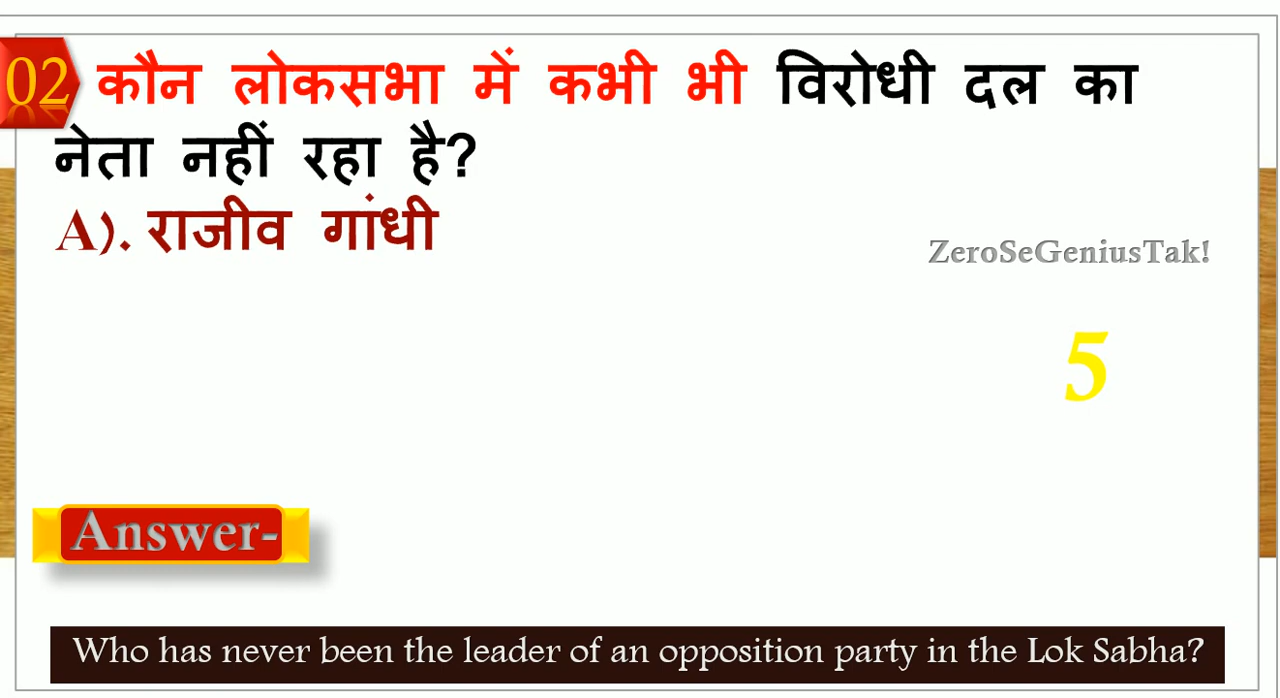 02 कौन लोकसभा में कभी भी विरोधी दल का
नेता नहीं रहा है?
A). राजीव गांधी
ZeroSeGeniusTak!
5
Answer-
Who has never been the leader of an opposition party in the Lok Sabha?